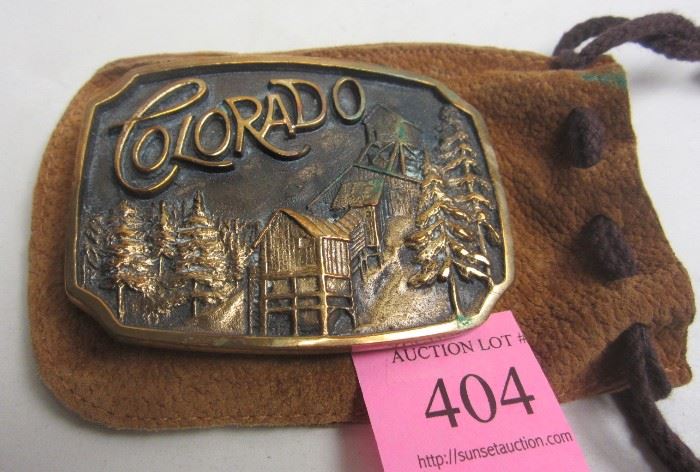 COLORADO
AUCTION LOT #
404
http://sunsetauction.com